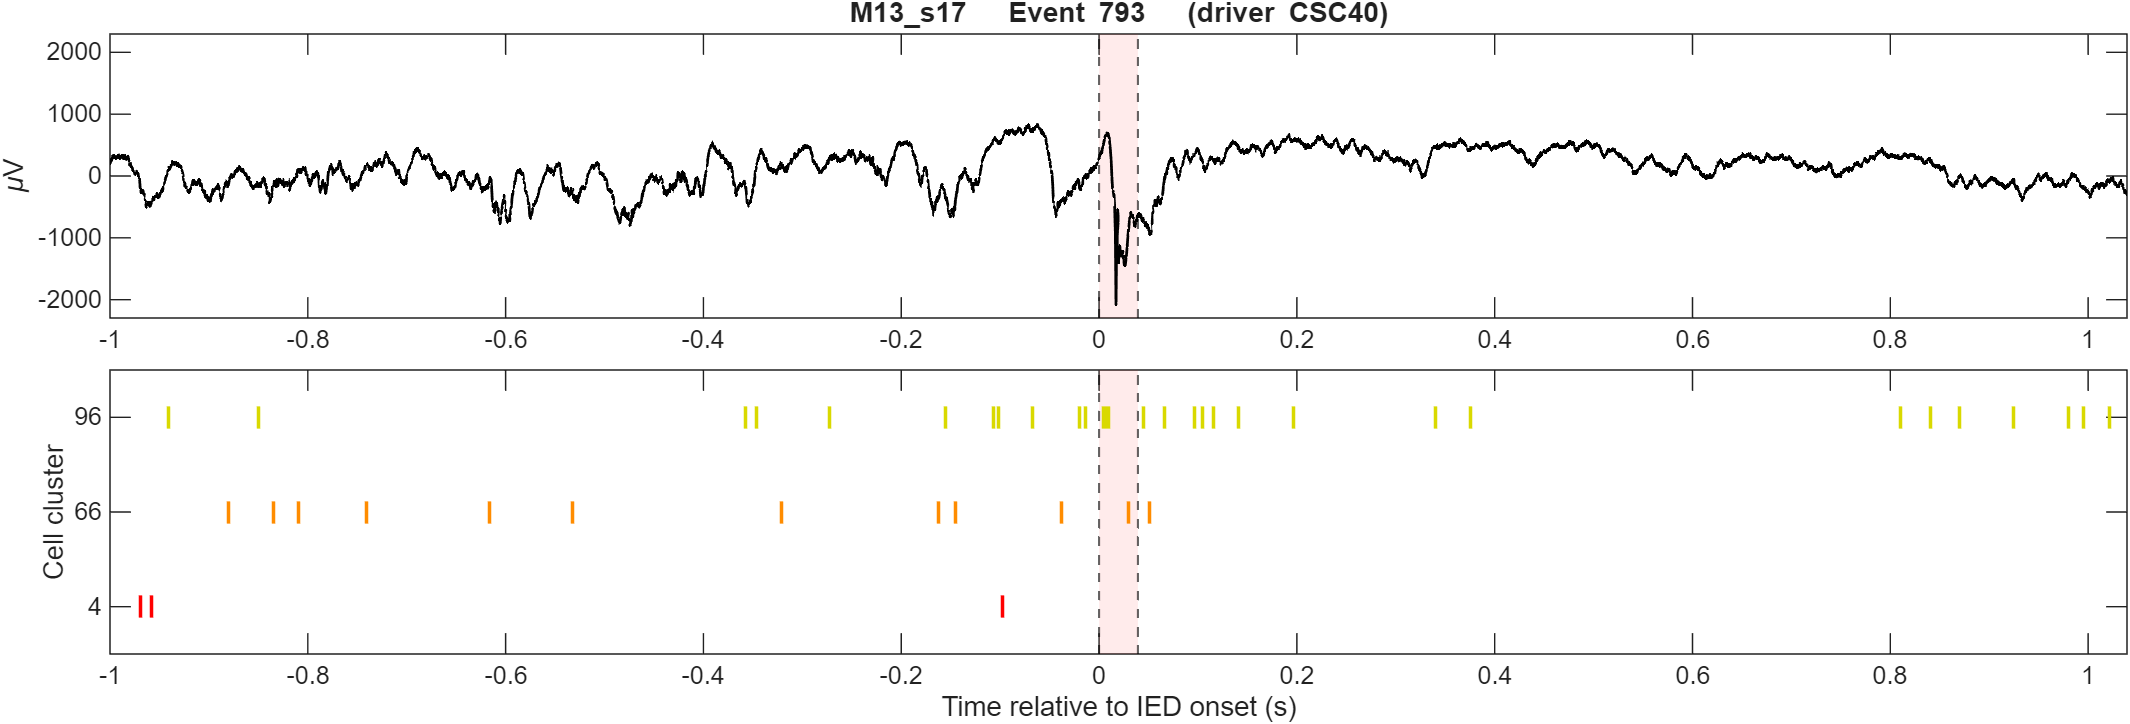 M13_s17 Event 793 (driver CSC40)
2000
1000
0
-1000
-2000
µV
-1 -0.8 -0.6 -0.4 -0.2 0 0.2 0.4 0.6 0.8 1
96
66
4
Cell cluster
-1 -0.8 -0.6 -0.4 -0.2 0 0.2 0.4 0.6 0.8 1
Time relative to IED onset (s)